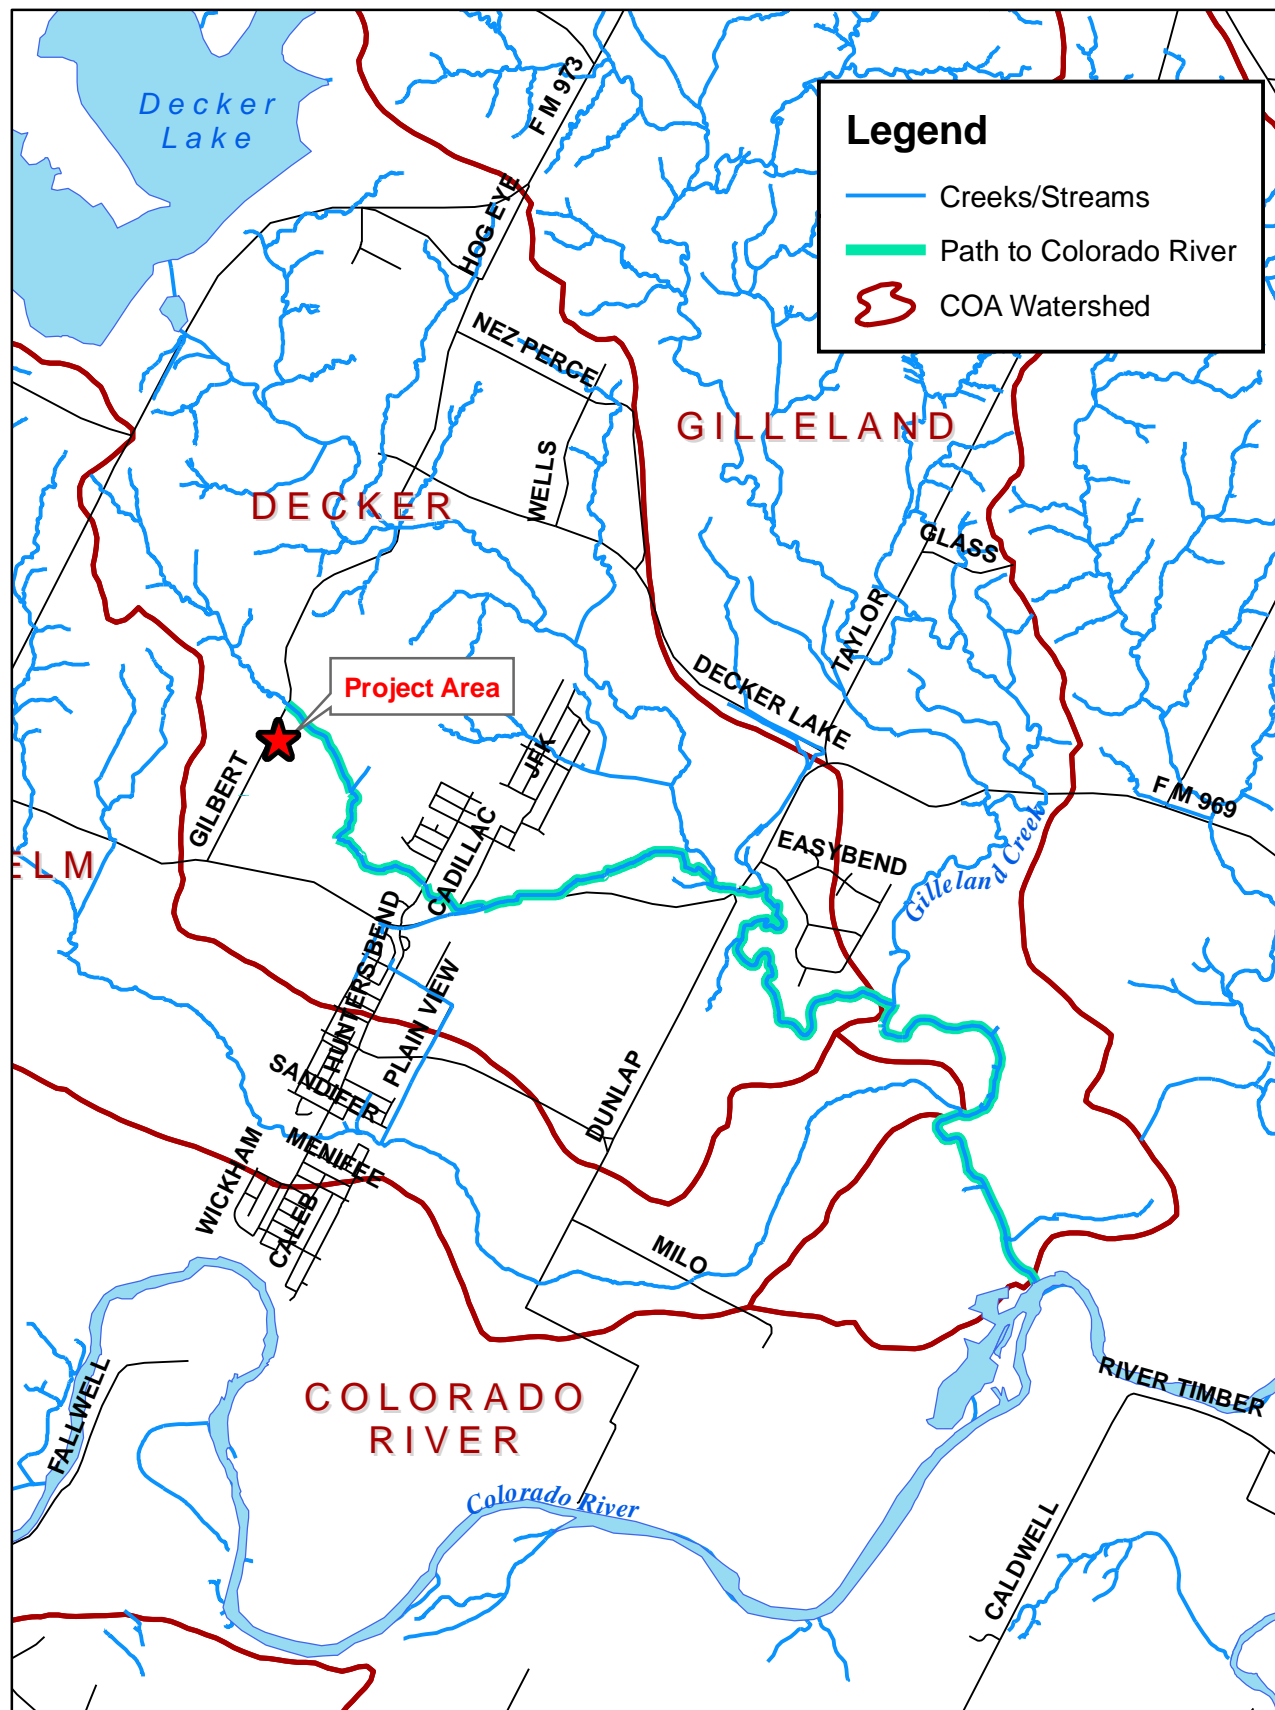 Decker
Lake
F M 973
Legend
Creeks/Streams
Path to Colorado River
COA Watershed
HOG EYE
NEZ PERCE
GILLELAND
WELLS
DECKER
GLASS
TAYLOR
Project Area
DECKER LAKE
JFK
GILBERT
F M 969
CADILLAC
EASYBEND
ELM
Gilleland Creek
HUNTERS BEND
PLAIN VIEW
SANDIFER
DUNLAP
MENIFEE
WICKHAM
CALEB
MILO
FALLWELL
COLORADO
RIVER
RIVER TIMBER
Colorado River
CALDWELL